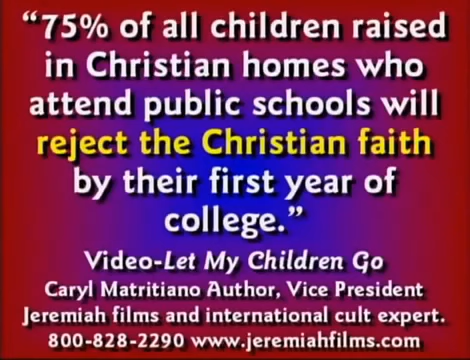 “75% of all children raised
in Christian homes who
attend public schools will
reject the Christian faith
by their first year of
college.”
Video-Let My Children Go
Caryl Matritiano Author, Vice President
Jeremiah films and international cult expert.
800-828-2290 www.jeremiahfilms.com